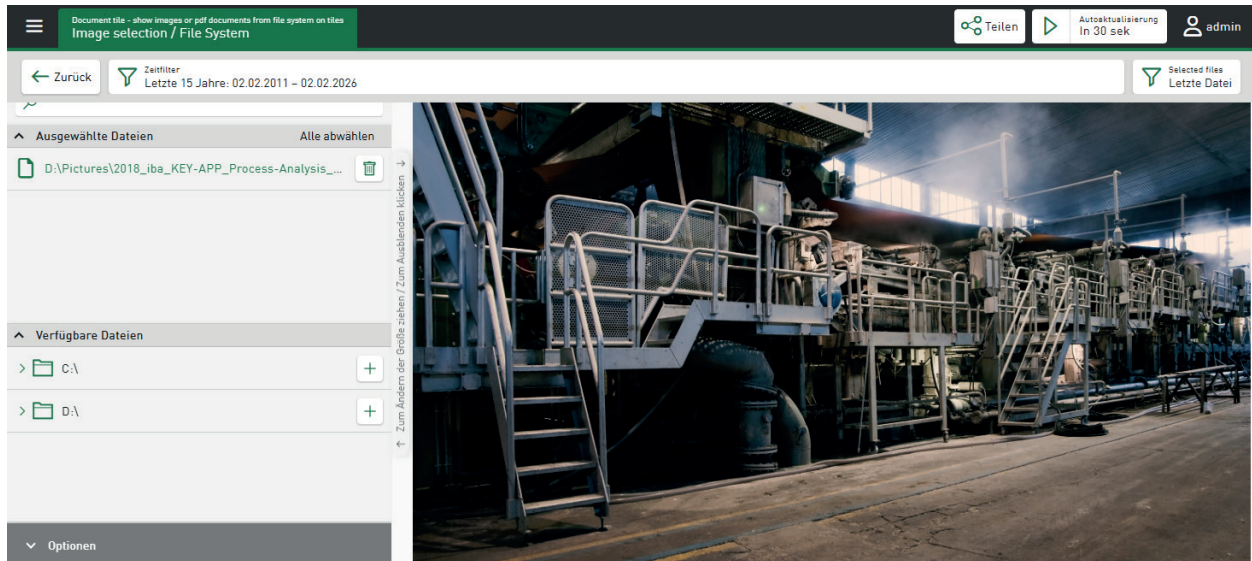 Document tile - show images or pdf documents from file system on tiles
Image selection / File System
Teilen
Autoaktualisierung
In 30 sek
admin
Zurück
Zeitfilter
Letzte 15 Jahre: 02.02.2011 – 02.02.2026
Selected files
Letzte Datei
Ausgewählte Dateien
Alle abwählen
D:\Pictures\2018_iba_KEY-APP_Process-Analysis_...
Verfügbare Dateien
C:\
D:\
Optionen
← Zum Ändern der Größe ziehen / Zum Ausblenden klicken →